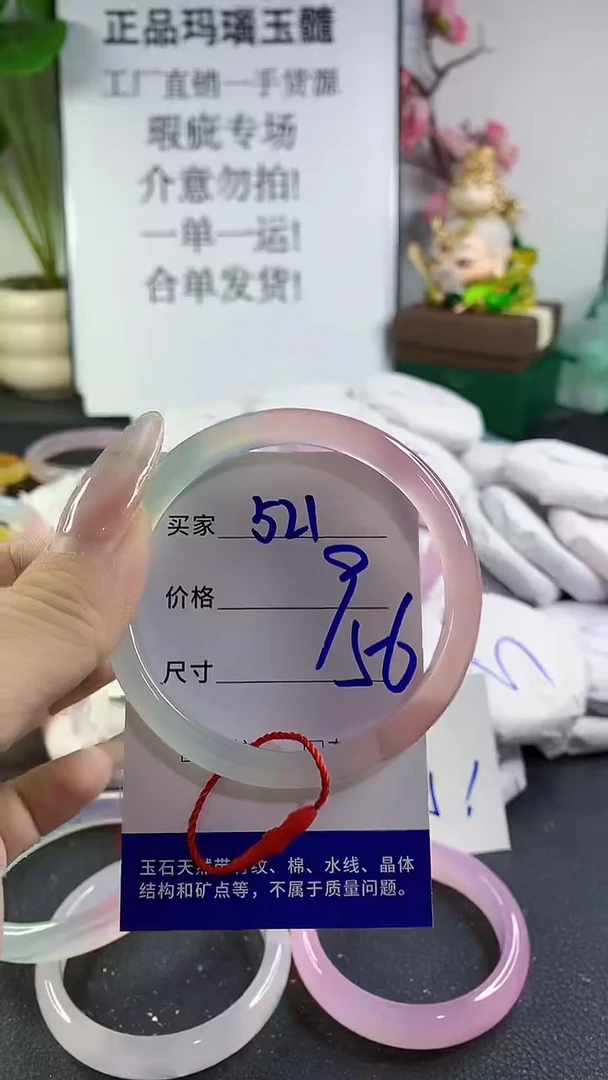 正品玛瑙玉髓
工厂直销一手货源
瑕疵专场
介意勿拍!
一单一运!
合单发货!
买家 521
价格 9
尺寸 56
玉石天然带有纹、棉、水线、晶体
结构和矿点等，不属于质量问题。